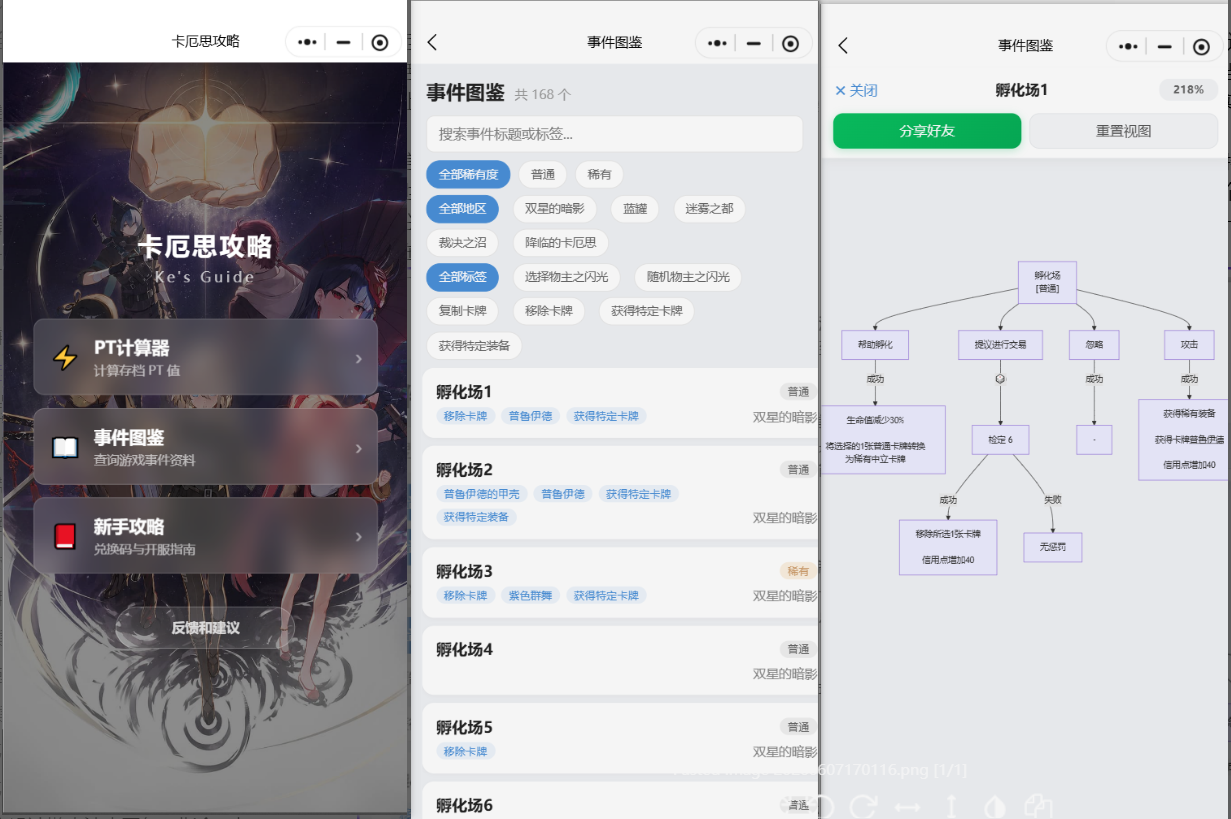 卡厄思攻略
卡厄思攻略
Ke's Guide
PT计算器
计算存档 PT 值
事件图鉴
查询游戏事件资料
新手攻略
兑换码与开服指南
反馈和建议
事件图鉴
事件图鉴 共 168 个
搜索事件标题或标签...
全部稀有度 普通 稀有
全部地区 双星的暗影 蓝罐 迷雾之都
裁决之沼 降临的卡厄思
全部标签 选择物主之闪光 随机物主之闪光
复制卡牌 移除卡牌 获得特定卡牌
获得特定装备
孵化场1 普通
移除卡牌 普鲁伊德 获得特定卡牌 双星的暗影
孵化场2 普通
普鲁伊德的甲壳 普鲁伊德 获得特定卡牌
获得特定装备 双星的暗影
孵化场3 稀有
移除卡牌 紫色群舞 获得特定卡牌 双星的暗影
孵化场4 普通
双星的暗影
孵化场5 普通
移除卡牌 双星的暗影
孵化场6 普通
事件图鉴
× 关闭 孵化场1 218%
分享好友 重置视图
孵化场
[普通]
帮助孵化 提议进行交易 忽略 攻击
成功 成功 成功
生命值减少30%
将选择的1张普通卡牌转换
为稀有中立卡牌
检定 6
-
获得稀有装备
获得卡牌普鲁伊德
信用点增加40
成功 失败
移除所选1张卡牌
信用点增加40
无惩罚
607170116.png [1/1]